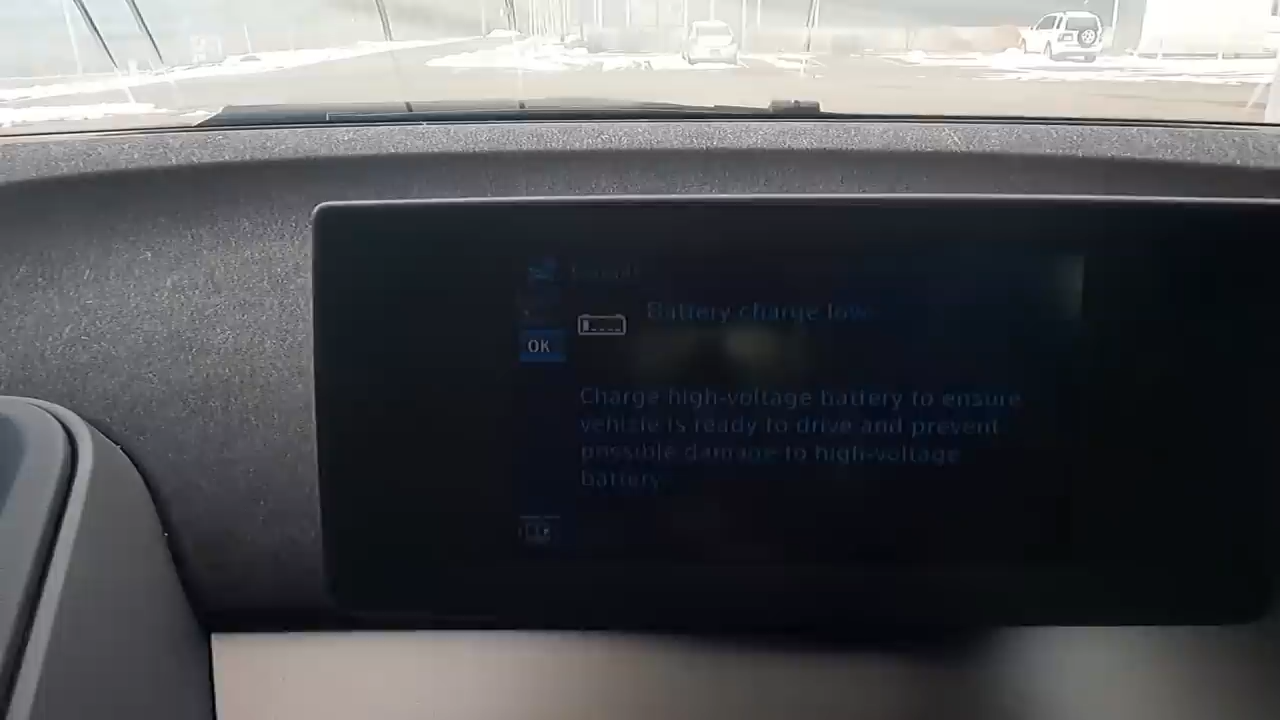 Battery charge low
OK
Charge high-voltage battery to ensure
vehicle is ready to drive and prevent
possible damage to high-voltage
battery.